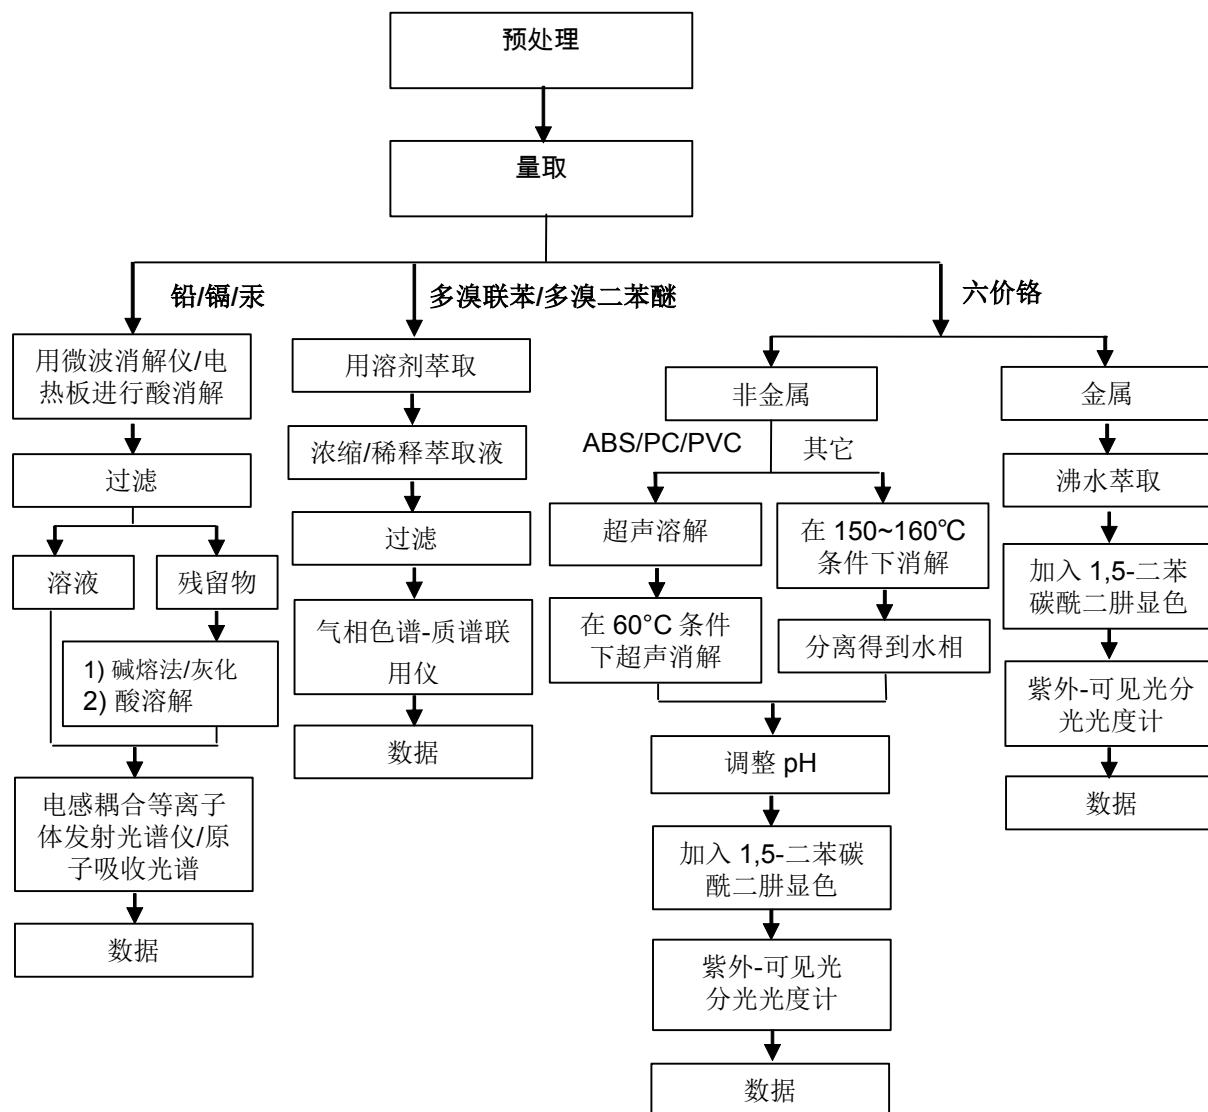 预处理
量取
铅/镉/汞
多溴联苯/多溴二苯醚
六价铬
用微波消解仪/电
热板进行酸消解
过滤
溶液
残留物
1) 碱熔法/灰化
2) 酸溶解
电感耦合等离子
体发射光谱仪/原
子吸收光谱
数据
用溶剂萃取
浓缩/稀释萃取液
过滤
气相色谱-质谱联
用仪
数据
非金属
ABS/PC/PVC
其它
超声溶解
在 60°C 条件
下超声消解
在 150~160℃
条件下消解
分离得到水相
调整 pH
加入 1,5-二苯碳
酰二肼显色
紫外-可见光
分光光度计
数据
金属
沸水萃取
加入 1,5-二苯
碳酰二肼显色
紫外-可见光分
光光度计
数据